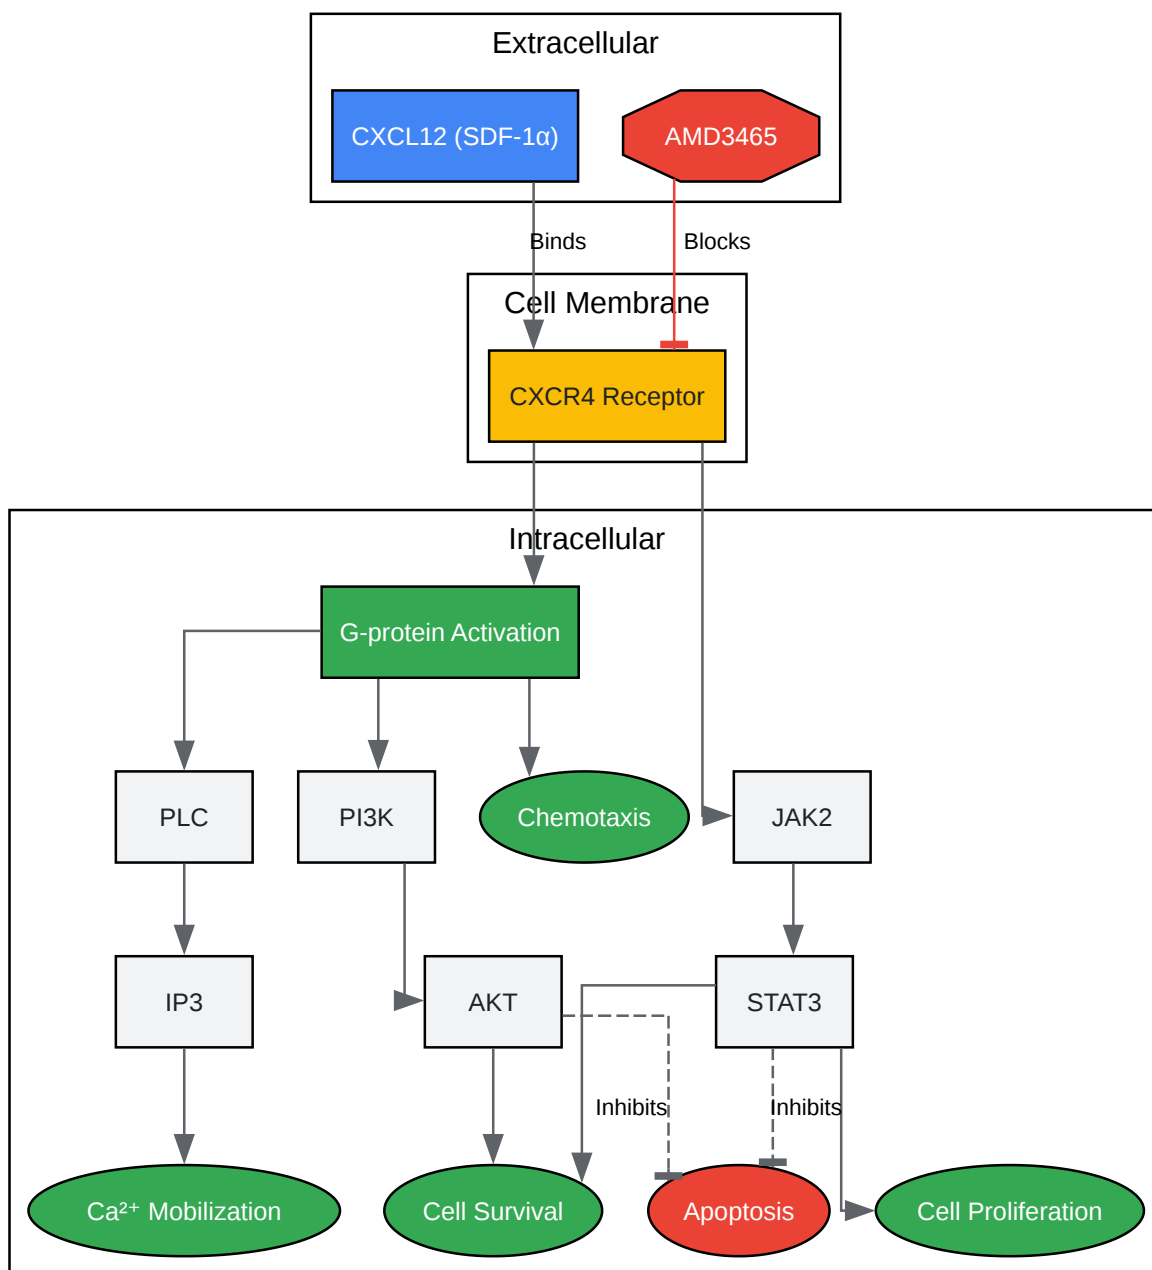 Extracellular
CXCL12 (SDF-1α)
AMD3465
Binds
Blocks
Cell Membrane
CXCR4 Receptor
Intracellular
G-protein Activation
PLC
PI3K
Chemotaxis
JAK2
IP3
AKT
STAT3
Inhibits
Inhibits
Ca²⁺ Mobilization
Cell Survival
Apoptosis
Cell Proliferation